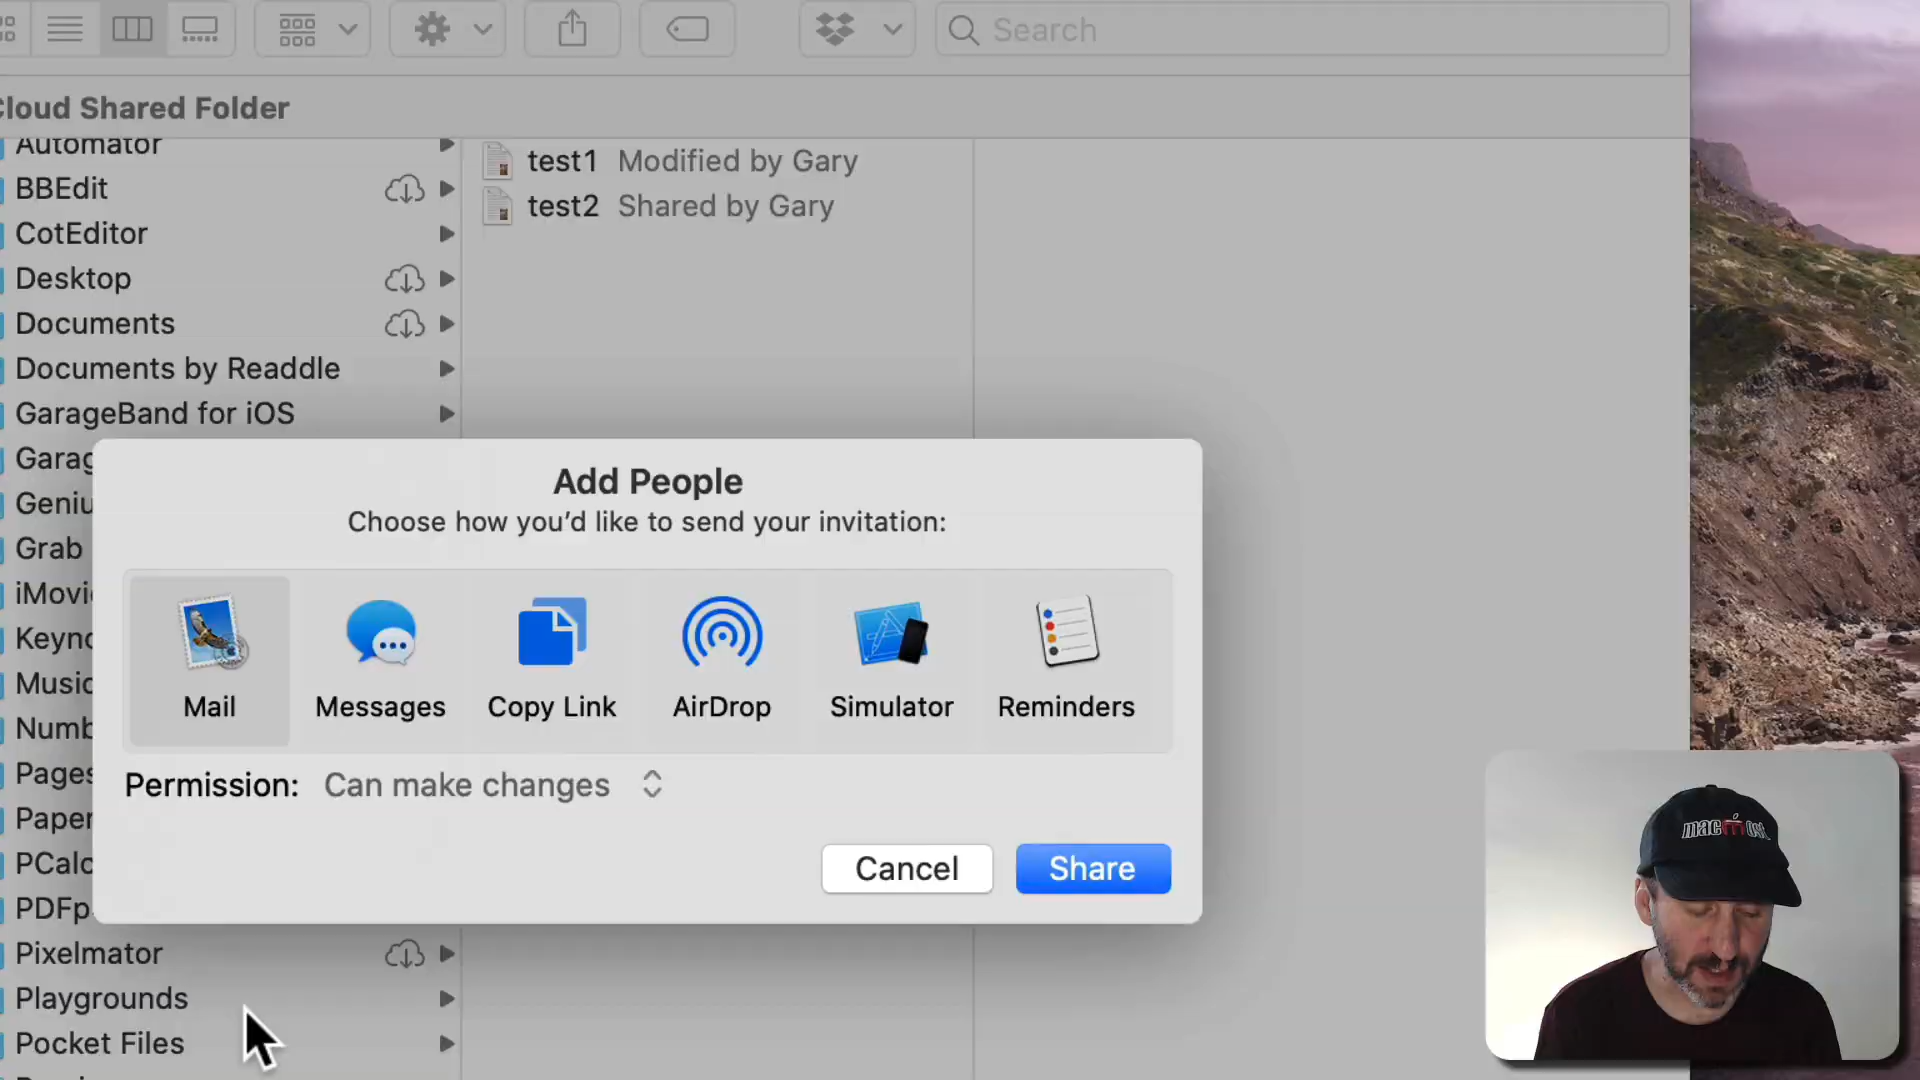 Search
Cloud Shared Folder
Automator
BBEdit
CotEditor
Desktop
Documents
Documents by Readdle
GarageBand for iOS
Garag
Geniu
Grab
iMovi
Keyno
Music
Numb
Pages
Paper
PCalc
PDFp
Pixelmator
Playgrounds
Pocket Files
test1 Modified by Gary
test2 Shared by Gary
Add People
Choose how you’d like to send your invitation:
Mail
Messages
Copy Link
AirDrop
Simulator
Reminders
Permission: Can make changes
Cancel
Share
macmost